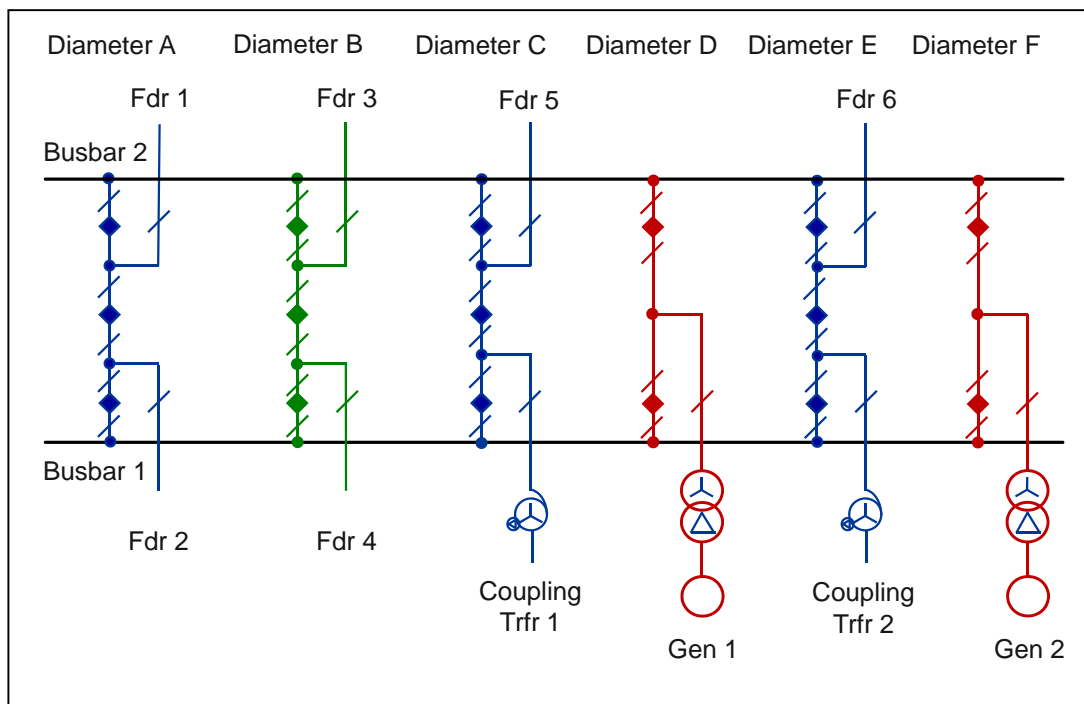 Diameter A
Diameter B
Diameter C
Diameter D
Diameter E
Diameter F
Fdr 1
Fdr 3
Fdr 5
Fdr 6
Busbar 2
Busbar 1
Fdr 2
Fdr 4
Coupling
Trfr 1
Gen 1
Coupling
Trfr 2
Gen 2